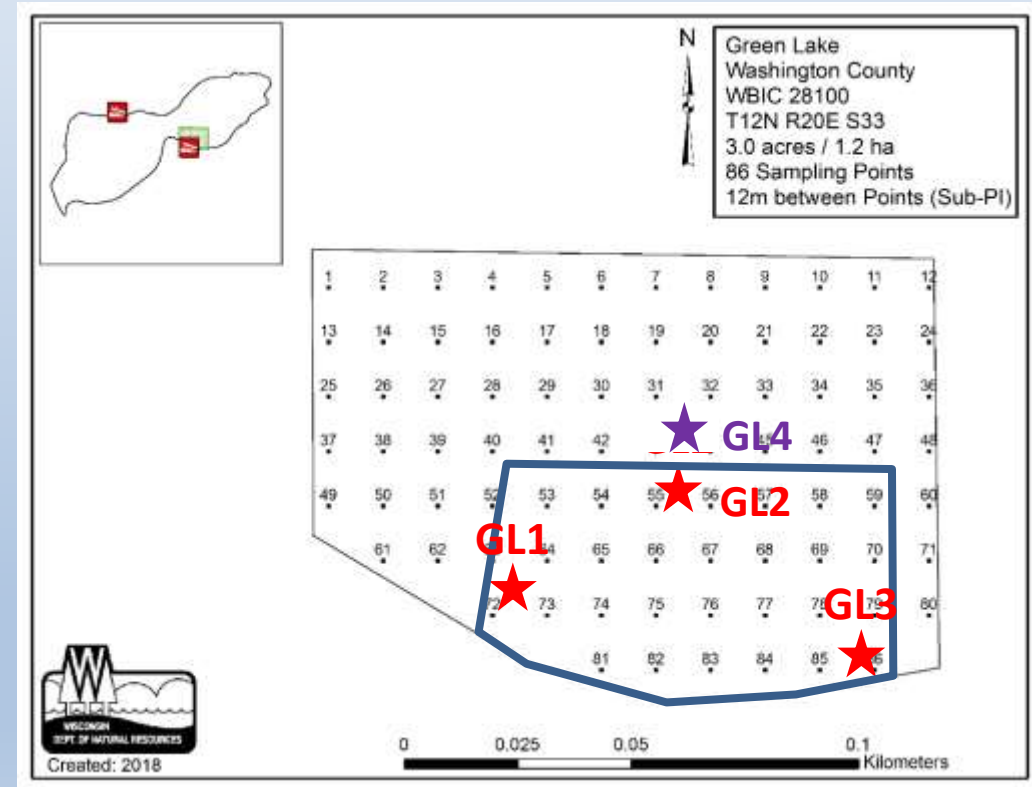 N
Green Lake
Washington County
WBIC 28100
T12N R20E S33
3.0 acres / 1.2 ha
86 Sampling Points
12m between Points (Sub-PI)
1 2 3 4 5 6 7 8 9 10 11 12
13 14 15 16 17 18 19 20 21 22 23 24
25 26 27 28 29 30 31 32 33 34 35 36
37 38 39 40 41 42 GL4 46 47 48
49 50 51 52 53 54 55 56 57 58 59 60
GL2
61 62 GL1 64 65 66 67 68 69 70 71
72 73 74 75 76 77 78 GL3 79 80
81 82 83 84 85 86
W
WISCONSIN
DEPT. OF NATURAL RESOURCES
Created: 2018
0 0.025 0.05 0.1
Kilometers